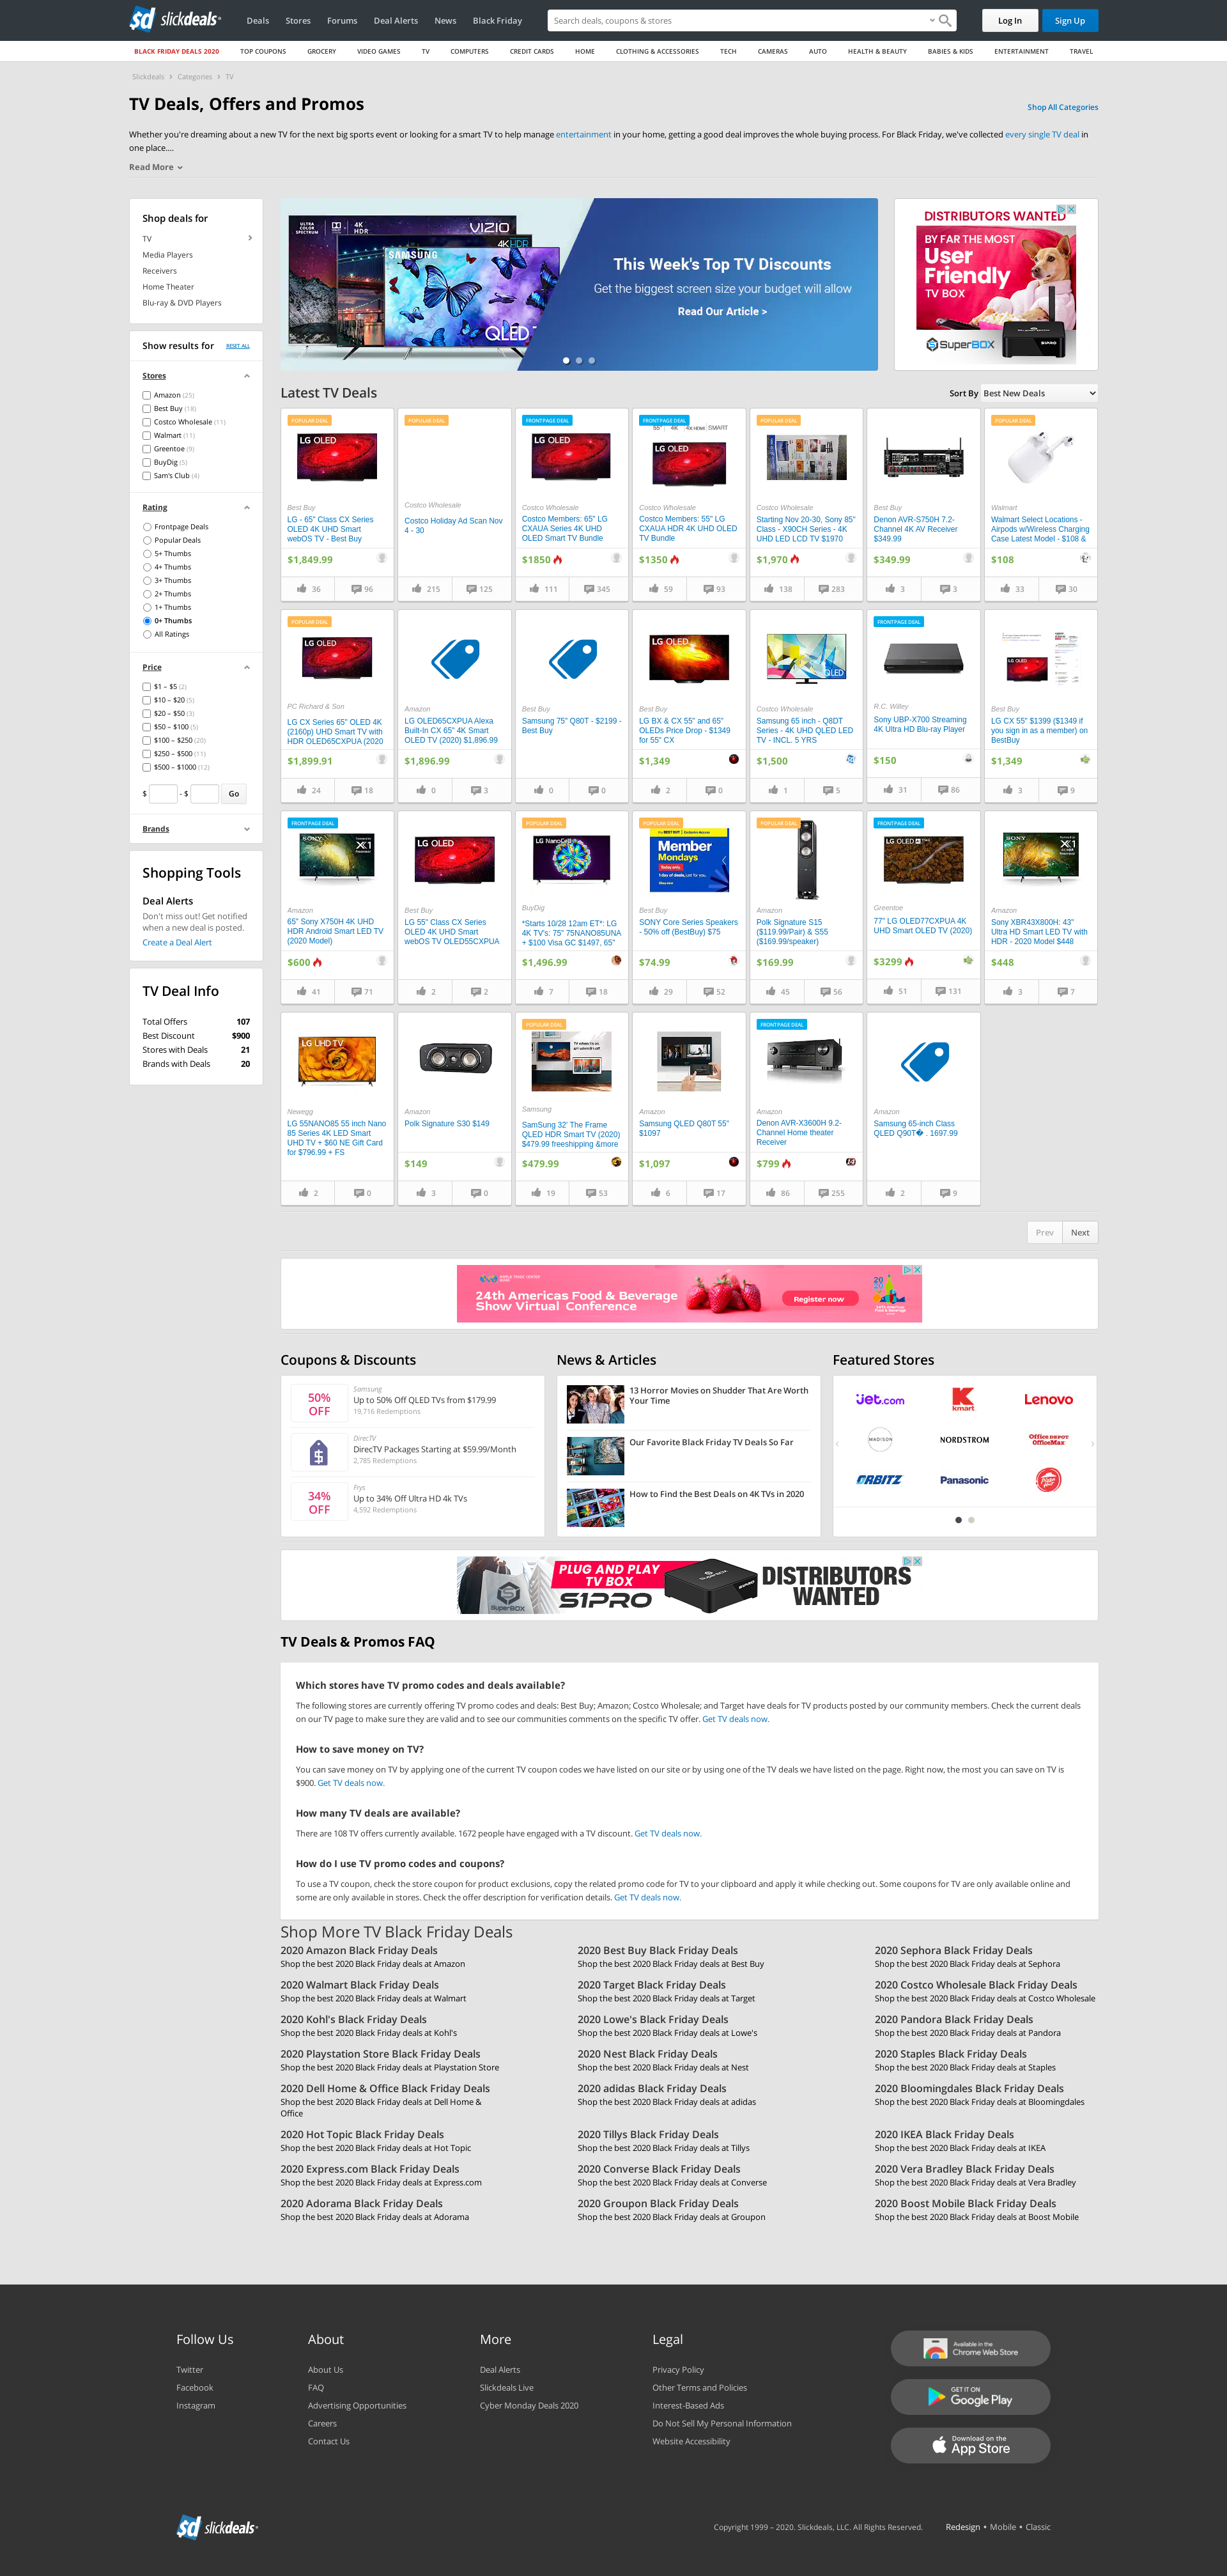 slickdeals
Deals
Stores
Forums
Deal Alerts
News
Black Friday
Search deals, coupons & stores
Log In
Sign Up
BLACK FRIDAY DEALS 2020
TOP COUPONS
GROCERY
VIDEO GAMES
TV
COMPUTERS
CREDIT CARDS
HOME
CLOTHING & ACCESSORIES
TECH
CAMERAS
AUTO
HEALTH & BEAUTY
BABIES & KIDS
ENTERTAINMENT
TRAVEL
Slickdeals › Categories › TV
TV Deals, Offers and Promos
Shop All Categories
Whether you're dreaming about a new TV for the next big sports event or looking for a smart TV to help manage entertainment in your home, getting a good deal improves the whole buying process. For Black Friday, we've collected every single TV deal in
one place....
Read More
Shop deals for
TV
Media Players
Receivers
Home Theater
Blu-ray & DVD Players
Show results for
RESET ALL
Stores
Amazon (25)
Best Buy (18)
Costco Wholesale (11)
Walmart (11)
Greentoe (9)
BuyDig (5)
Sam's Club (4)
Rating
Frontpage Deals
Popular Deals
5+ Thumbs
4+ Thumbs
3+ Thumbs
2+ Thumbs
1+ Thumbs
0+ Thumbs
All Ratings
Price
$1 – $5 (2)
$10 – $20 (5)
$20 – $50 (3)
$50 – $100 (5)
$100 – $250 (20)
$250 – $500 (11)
$500 – $1000 (12)
$ - $ Go
Brands
Shopping Tools
Deal Alerts
Don't miss out! Get notified
when a new deal is posted.
Create a Deal Alert
TV Deal Info
Total Offers 107
Best Discount $900
Stores with Deals 21
Brands with Deals 20
ULTRA COLOR SPECTRUM
4K HDR
VIZIO
4K HDR
SAMSUNG
QLED T
This Week's Top TV Discounts
Get the biggest screen size your budget will allow
Read Our Article >
DISTRIBUTORS WANTED
BY FAR THE MOST
User
Friendly
TV BOX
SUPERBOX
S1PRO
Latest TV Deals
Sort By Best New Deals
POPULAR DEAL
LG OLED
Best Buy
LG - 65" Class CX Series
OLED 4K UHD Smart
webOS TV - Best Buy
$1,849.99
36
96
POPULAR DEAL
Costco Wholesale
Costco Holiday Ad Scan Nov
4 - 30
215
125
FRONTPAGE DEAL
LG OLED
Costco Wholesale
Costco Members: 65" LG
CXAUA Series 4K UHD
OLED Smart TV Bundle
$1850
111
345
FRONTPAGE DEAL
55" 4K 4K HDMI SMART
LG OLED
Costco Wholesale
Costco Members: 55" LG
CXAUA HDR 4K UHD OLED
TV Bundle
$1350
59
93
POPULAR DEAL
Costco Wholesale
Starting Nov 20-30, Sony 85"
Class - X90CH Series - 4K
UHD LED LCD TV $1970
$1,970
138
283
Best Buy
Denon AVR-S750H 7.2-
Channel 4K AV Receiver
$349.99
$349.99
3
3
POPULAR DEAL
Walmart
Walmart Select Locations -
Airpods w/Wireless Charging
Case Latest Model - $108 &
$108
33
30
POPULAR DEAL
LG OLED
PC Richard & Son
LG CX Series 65" OLED 4K
(2160p) UHD Smart TV with
HDR OLED65CXPUA (2020
$1,899.91
24
18
Amazon
LG OLED65CXPUA Alexa
Built-In CX 65" 4K Smart
OLED TV (2020) $1,896.99
$1,896.99
0
3
Best Buy
Samsung 75" Q80T - $2199 -
Best Buy
0
0
LG OLED
Best Buy
LG BX & CX 55" and 65"
OLEDs Price Drop - $1349
for 55" CX
$1,349
2
0
QLED
Costco Wholesale
Samsung 65 inch - Q8DT
Series - 4K UHD QLED LED
TV - INCL. 5 YRS
$1,500
1
5
FRONTPAGE DEAL
R.C. Willey
Sony UBP-X700 Streaming
4K Ultra HD Blu-ray Player
$150
31
86
LG OLED
Best Buy
LG CX 55" $1399 ($1349 if
you sign in as a member) on
BestBuy
$1,349
3
9
FRONTPAGE DEAL
SONY X1
Amazon
65" Sony X750H 4K UHD
HDR Android Smart LED TV
(2020 Model)
$600
41
71
LG OLED
Best Buy
LG 55" Class CX Series
OLED 4K UHD Smart
webOS TV OLED55CXPUA
2
2
POPULAR DEAL
LG NanoCell
BuyDig
*Starts 10/28 12am ET*: LG
4K TV's: 75" 75NANO85UNA
+ $100 Visa GC $1497, 65"
$1,496.99
7
18
POPULAR DEAL
Member
Mondays
Best Buy
SONY Core Series Speakers
- 50% off (BestBuy) $75
$74.99
29
52
POPULAR DEAL
Amazon
Polk Signature S15
($119.99/Pair) & S55
($169.99/speaker)
$169.99
45
56
FRONTPAGE DEAL
LG OLED
Greentoe
77" LG OLED77CXPUA 4K
UHD Smart OLED TV (2020)
$3299
51
131
SONY X1
Amazon
Sony XBR43X800H: 43"
Ultra HD Smart LED TV with
HDR - 2020 Model $448
$448
3
7
LG UHD TV
Newegg
LG 55NANO85 55 inch Nano
85 Series 4K LED Smart
UHD TV + $60 NE Gift Card
for $796.99 + FS
2
0
Amazon
Polk Signature S30 $149
$149
3
0
POPULAR DEAL
Samsung
SamSung 32' The Frame
QLED HDR Smart TV (2020)
$479.99 freeshipping &more
$479.99
19
53
Amazon
Samsung QLED Q80T 55"
$1097
$1,097
6
17
FRONTPAGE DEAL
Amazon
Denon AVR-X3600H 9.2-
Channel Home theater
Receiver
$799
86
255
Amazon
Samsung 65-inch Class
QLED Q90T� . 1697.99
2
9
Prev
Next
24th Americas Food & Beverage
Show Virtual Conference
Register now
Coupons & Discounts
50%
OFF
Samsung
Up to 50% Off QLED TVs from $179.99
19,716 Redemptions
DirecTV
DirecTV Packages Starting at $59.99/Month
2,785 Redemptions
34%
OFF
Frys
Up to 34% Off Ultra HD 4k TVs
4,592 Redemptions
News & Articles
13 Horror Movies on Shudder That Are Worth
Your Time
Our Favorite Black Friday TV Deals So Far
How to Find the Best Deals on 4K TVs in 2020
Featured Stores
jet.com
Kmart
Lenovo
MADISON
NORDSTROM
Office DEPOT
OfficeMax
ORBITZ
Panasonic
SUPERBOX
PLUG AND PLAY
TV BOX
S1PRO
DISTRIBUTORS
WANTED
TV Deals & Promos FAQ
Which stores have TV promo codes and deals available?
The following stores are currently offering TV promo codes and deals: Best Buy; Amazon; Costco Wholesale; and Target have deals for TV products posted by our community members. Check the current deals
on our TV page to make sure they are valid and to see our communities comments on the specific TV offer. Get TV deals now.
How to save money on TV?
You can save money on TV by applying one of the current TV coupon codes we have listed on our site or by using one of the TV deals we have listed on the page. Right now, the most you can save on TV is
$900. Get TV deals now.
How many TV deals are available?
There are 108 TV offers currently available. 1672 people have engaged with a TV discount. Get TV deals now.
How do I use TV promo codes and coupons?
To use a TV coupon, check the store coupon for product exclusions, copy the related promo code for TV to your clipboard and apply it while checking out. Some coupons for TV are only available online and
some are only available in stores. Check the offer description for verification details. Get TV deals now.
Shop More TV Black Friday Deals
2020 Amazon Black Friday Deals
Shop the best 2020 Black Friday deals at Amazon
2020 Best Buy Black Friday Deals
Shop the best 2020 Black Friday deals at Best Buy
2020 Sephora Black Friday Deals
Shop the best 2020 Black Friday deals at Sephora
2020 Walmart Black Friday Deals
Shop the best 2020 Black Friday deals at Walmart
2020 Target Black Friday Deals
Shop the best 2020 Black Friday deals at Target
2020 Costco Wholesale Black Friday Deals
Shop the best 2020 Black Friday deals at Costco Wholesale
2020 Kohl's Black Friday Deals
Shop the best 2020 Black Friday deals at Kohl's
2020 Lowe's Black Friday Deals
Shop the best 2020 Black Friday deals at Lowe's
2020 Pandora Black Friday Deals
Shop the best 2020 Black Friday deals at Pandora
2020 Playstation Store Black Friday Deals
Shop the best 2020 Black Friday deals at Playstation Store
2020 Nest Black Friday Deals
Shop the best 2020 Black Friday deals at Nest
2020 Staples Black Friday Deals
Shop the best 2020 Black Friday deals at Staples
2020 Dell Home & Office Black Friday Deals
Shop the best 2020 Black Friday deals at Dell Home &
Office
2020 adidas Black Friday Deals
Shop the best 2020 Black Friday deals at adidas
2020 Bloomingdales Black Friday Deals
Shop the best 2020 Black Friday deals at Bloomingdales
2020 Hot Topic Black Friday Deals
Shop the best 2020 Black Friday deals at Hot Topic
2020 Tillys Black Friday Deals
Shop the best 2020 Black Friday deals at Tillys
2020 IKEA Black Friday Deals
Shop the best 2020 Black Friday deals at IKEA
2020 Express.com Black Friday Deals
Shop the best 2020 Black Friday deals at Express.com
2020 Converse Black Friday Deals
Shop the best 2020 Black Friday deals at Converse
2020 Vera Bradley Black Friday Deals
Shop the best 2020 Black Friday deals at Vera Bradley
2020 Adorama Black Friday Deals
Shop the best 2020 Black Friday deals at Adorama
2020 Groupon Black Friday Deals
Shop the best 2020 Black Friday deals at Groupon
2020 Boost Mobile Black Friday Deals
Shop the best 2020 Black Friday deals at Boost Mobile
Follow Us
Twitter
Facebook
Instagram
About
About Us
FAQ
Advertising Opportunities
Careers
Contact Us
More
Deal Alerts
Slickdeals Live
Cyber Monday Deals 2020
Legal
Privacy Policy
Other Terms and Policies
Interest-Based Ads
Do Not Sell My Personal Information
Website Accessibility
Available in the
Chrome Web Store
GET IT ON
Google Play
Download on the
App Store
slickdeals
Copyright 1999 – 2020. Slickdeals, LLC. All Rights Reserved.
Redesign • Mobile • Classic